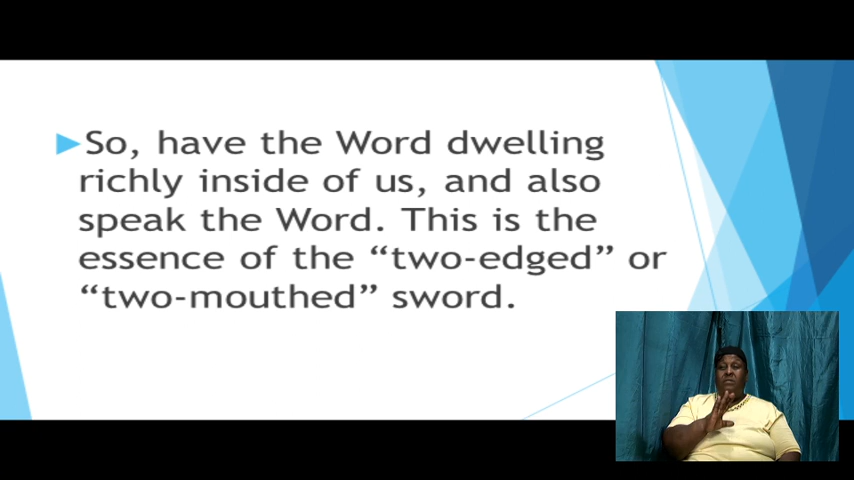 So, have the Word dwelling
richly inside of us, and also
speak the Word. This is the
essence of the “two-edged” or
“two-mouthed” sword.